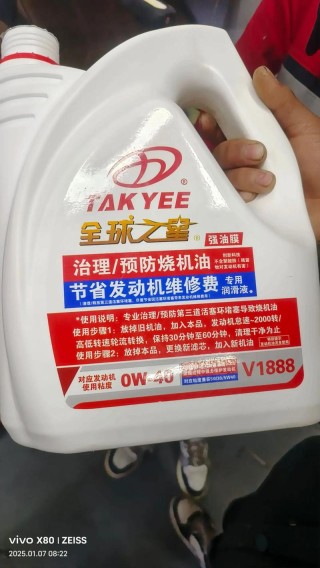 TAKYEE®
全球之星
强油膜
治理/预防烧机油
节省发动机维修费
专用
润滑液。
*使用说明：专业治理/预防第三道活塞环堵塞导致烧机油
使用步骤1：放掉旧机油，加入本品，发动机怠速-2000转/
高低转速轮流转换，保持30分钟至60分钟，清理干净为止
使用步骤2：放掉本品，更换新滤芯，加入新机油
对应发动机
使用粘度
0W-40
V1888
vivo X80 | ZEISS
2025.01.07 08:22